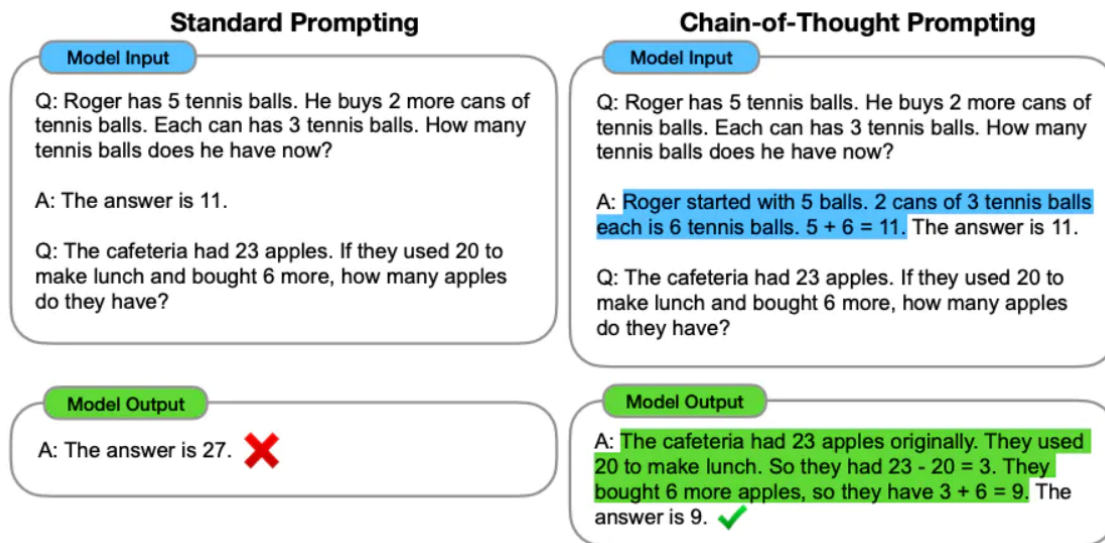 Standard Prompting
Model Input
Q: Roger has 5 tennis balls. He buys 2 more cans of
tennis balls. Each can has 3 tennis balls. How many
tennis balls does he have now?
A: The answer is 11.
Q: The cafeteria had 23 apples. If they used 20 to
make lunch and bought 6 more, how many apples
do they have?
Model Output
A: The answer is 27.
Chain-of-Thought Prompting
Model Input
Q: Roger has 5 tennis balls. He buys 2 more cans of
tennis balls. Each can has 3 tennis balls. How many
tennis balls does he have now?
A: Roger started with 5 balls. 2 cans of 3 tennis balls
each is 6 tennis balls. 5 + 6 = 11. The answer is 11.
Q: The cafeteria had 23 apples. If they used 20 to
make lunch and bought 6 more, how many apples
do they have?
Model Output
A: The cafeteria had 23 apples originally. They used
20 to make lunch. So they had 23 - 20 = 3. They
bought 6 more apples, so they have 3 + 6 = 9. The
answer is 9.